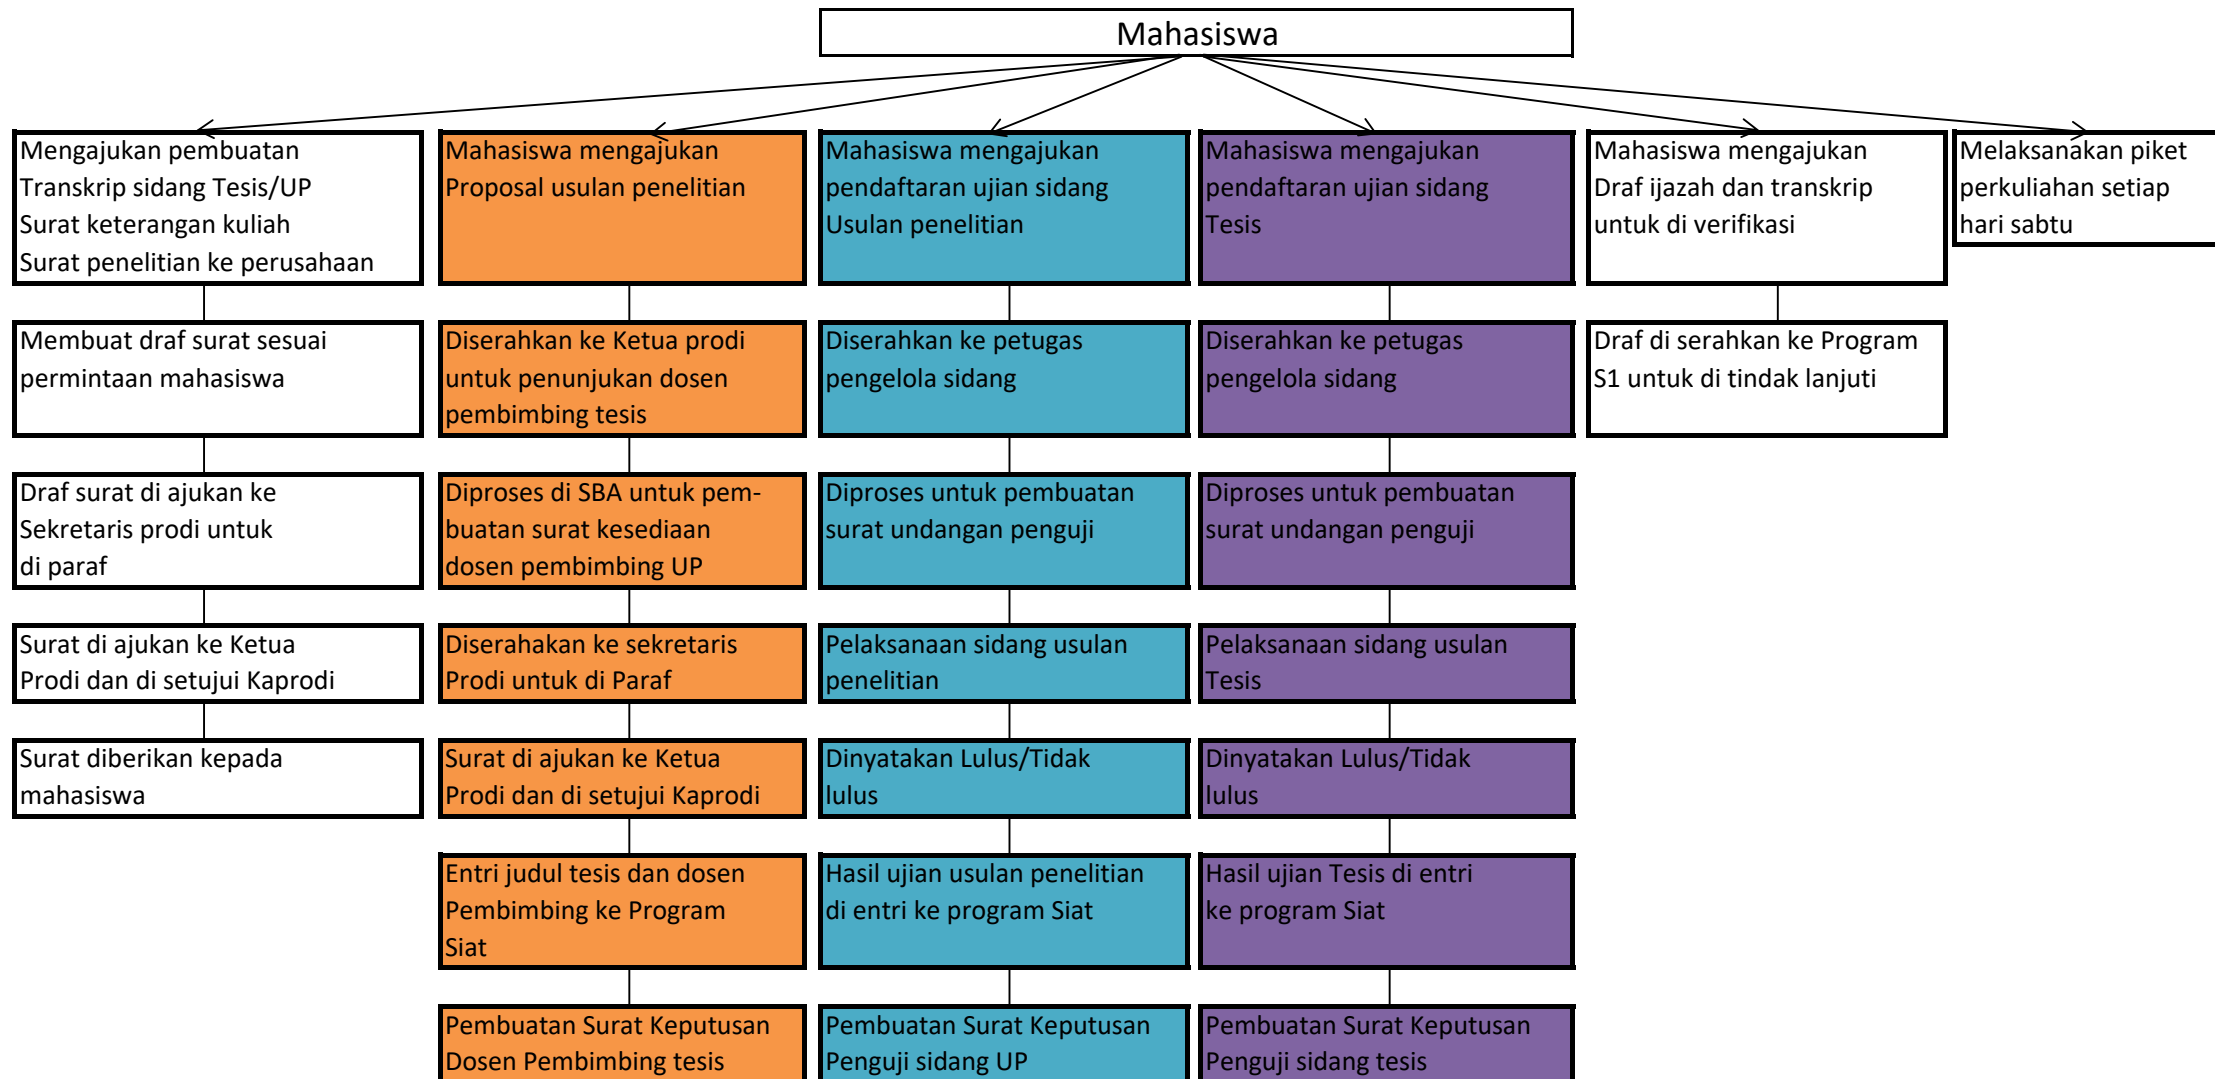 Mahasiswa
Mengajukan pembuatan
Transkrip sidang Tesis/UP
Surat keterangan kuliah
Surat penelitian ke perusahaan
Membuat draf surat sesuai
permintaan mahasiswa
Draf surat di ajukan ke
Sekretaris prodi untuk
di paraf
Surat di ajukan ke Ketua
Prodi dan di setujui Kaprodi
Surat diberikan kepada
mahasiswa
Mahasiswa mengajukan
Proposal usulan penelitian
Diserahkan ke Ketua prodi
untuk penunjukan dosen
pembimbing tesis
Diproses di SBA untuk pem-
buatan surat kesediaan
dosen pembimbing UP
Diserahakan ke sekretaris
Prodi untuk di Paraf
Surat di ajukan ke Ketua
Prodi dan di setujui Kaprodi
Entri judul tesis dan dosen
Pembimbing ke Program
Siat
Pembuatan Surat Keputusan
Dosen Pembimbing tesis
Mahasiswa mengajukan
pendaftaran ujian sidang
Usulan penelitian
Diserahkan ke petugas
pengelola sidang
Diproses untuk pembuatan
surat undangan penguji
Pelaksanaan sidang usulan
penelitian
Dinyatakan Lulus/Tidak
lulus
Hasil ujian usulan penelitian
di entri ke program Siat
Pembuatan Surat Keputusan
Penguji sidang UP
Mahasiswa mengajukan
pendaftaran ujian sidang
Tesis
Diserahkan ke petugas
pengelola sidang
Diproses untuk pembuatan
surat undangan penguji
Pelaksanaan sidang usulan
Tesis
Dinyatakan Lulus/Tidak
lulus
Hasil ujian Tesis di entri
ke program Siat
Pembuatan Surat Keputusan
Penguji sidang tesis
Mahasiswa mengajukan
Draf ijazah dan transkrip
untuk di verifikasi
Draf di serahkan ke Program
S1 untuk di tindak lanjuti
Melaksanakan piket
perkuliahan setiap
hari sabtu